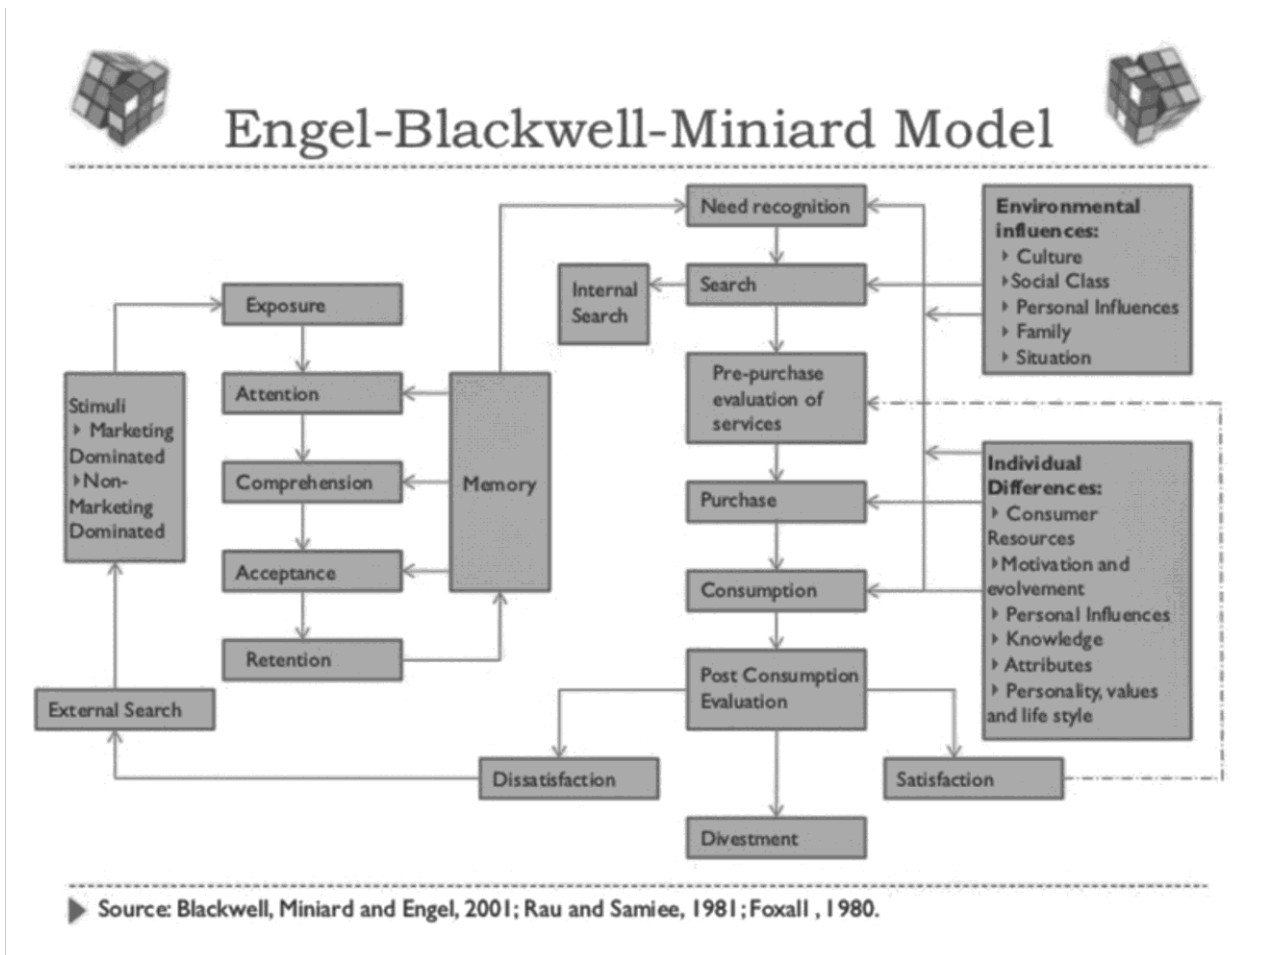 Engel-Blackwell-Miniard Model
Need recognition
Search
Internal
Search
Pre-purchase
evaluation of
services
Purchase
Consumption
Post Consumption
Evaluation
Dissatisfaction
Satisfaction
Divestment
Exposure
Attention
Comprehension
Acceptance
Retention
Memory
Stimuli
Marketing
Dominated
Non-
Marketing
Dominated
External Search
Environmental
influences:
Culture
Social Class
Personal Influences
Family
Situation
Individual
Differences:
Consumer
Resources
Motivation and
evolvement
Personal Influences
Knowledge
Attributes
Personality, values
and life style
Source: Blackwell, Miniard and Engel, 2001; Rau and Samiee, 1981; Foxall , 1980.